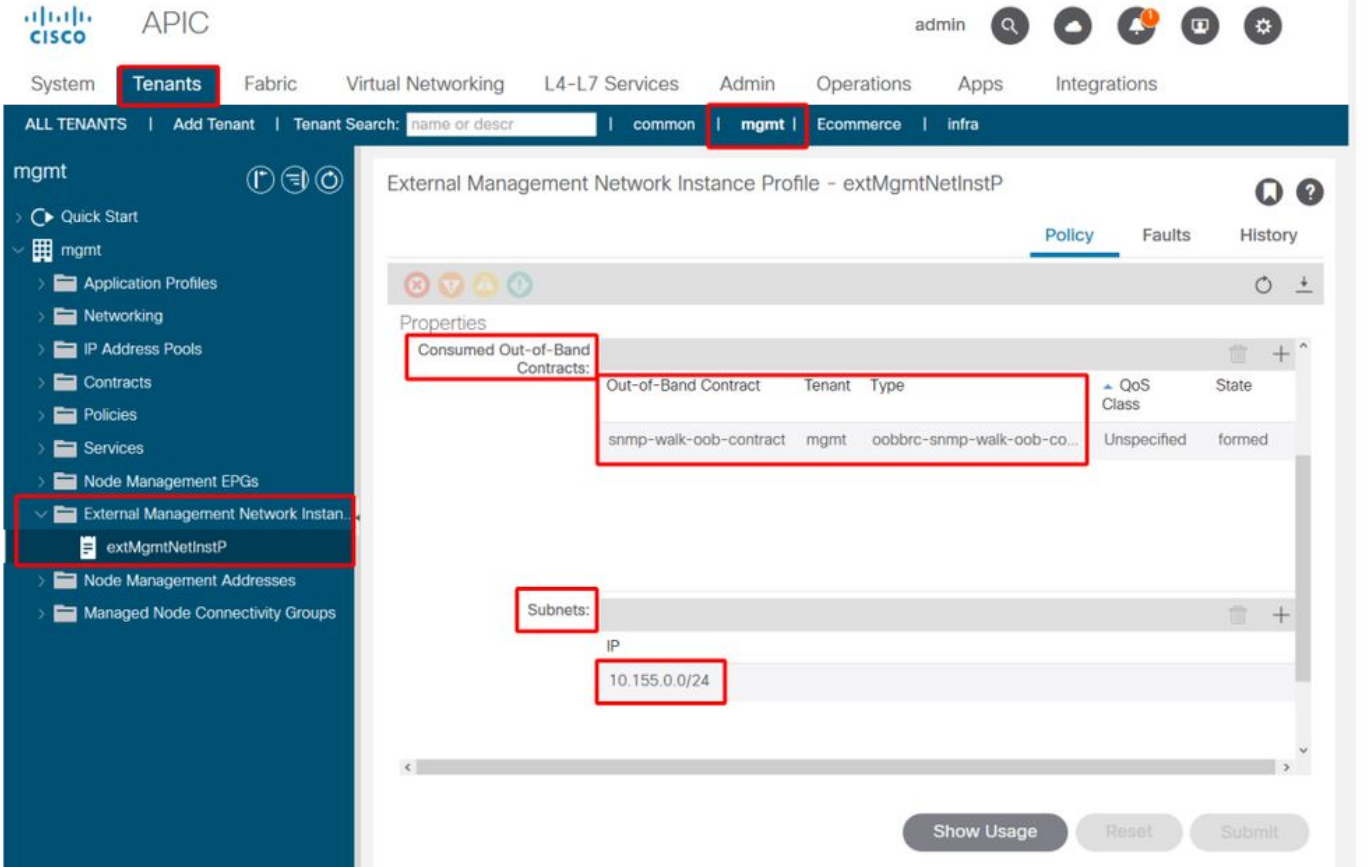 CISCO APIC admin 1
System Tenants Fabric Virtual Networking L4-L7 Services Admin Operations Apps Integrations
ALL TENANTS | Add Tenant | Tenant Search: name or descr | common | mgmt | Ecommerce | infra
mgmt
Quick Start
mgmt
Application Profiles
Networking
IP Address Pools
Contracts
Policies
Services
Node Management EPGs
External Management Network Instan...
extMgmtNetInstP
Node Management Addresses
Managed Node Connectivity Groups
External Management Network Instance Profile - extMgmtNetInstP
Policy Faults History
Properties
Consumed Out-of-Band
Contracts:
Out-of-Band Contract Tenant Type QoS Class State
snmp-walk-oob-contract mgmt oobbrc-snmp-walk-oob-co... Unspecified formed
Subnets:
IP
10.155.0.0/24
Show Usage Reset Submit